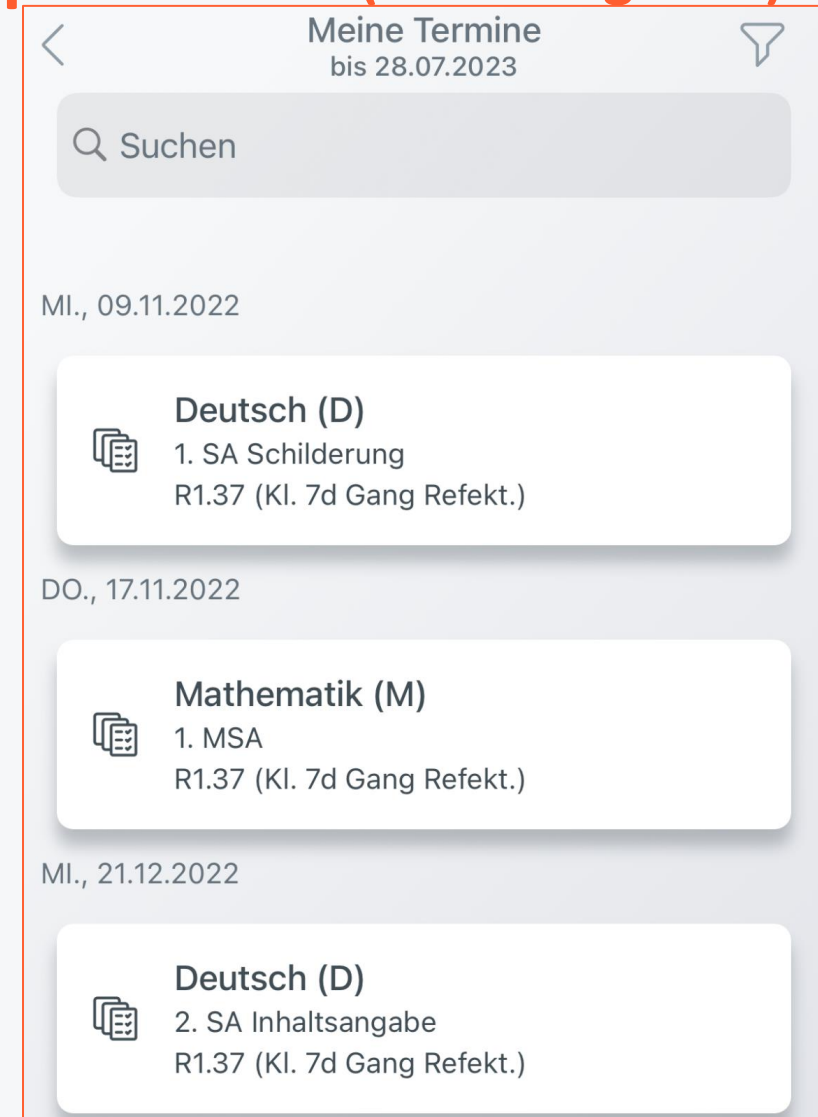 Meine Termine
bis 28.07.2023
Suchen
MI., 09.11.2022
Deutsch (D)
1. SA Schilderung
R1.37 (Kl. 7d Gang Refekt.)
DO., 17.11.2022
Mathematik (M)
1. MSA
R1.37 (Kl. 7d Gang Refekt.)
MI., 21.12.2022
Deutsch (D)
2. SA Inhaltsangabe
R1.37 (Kl. 7d Gang Refekt.)